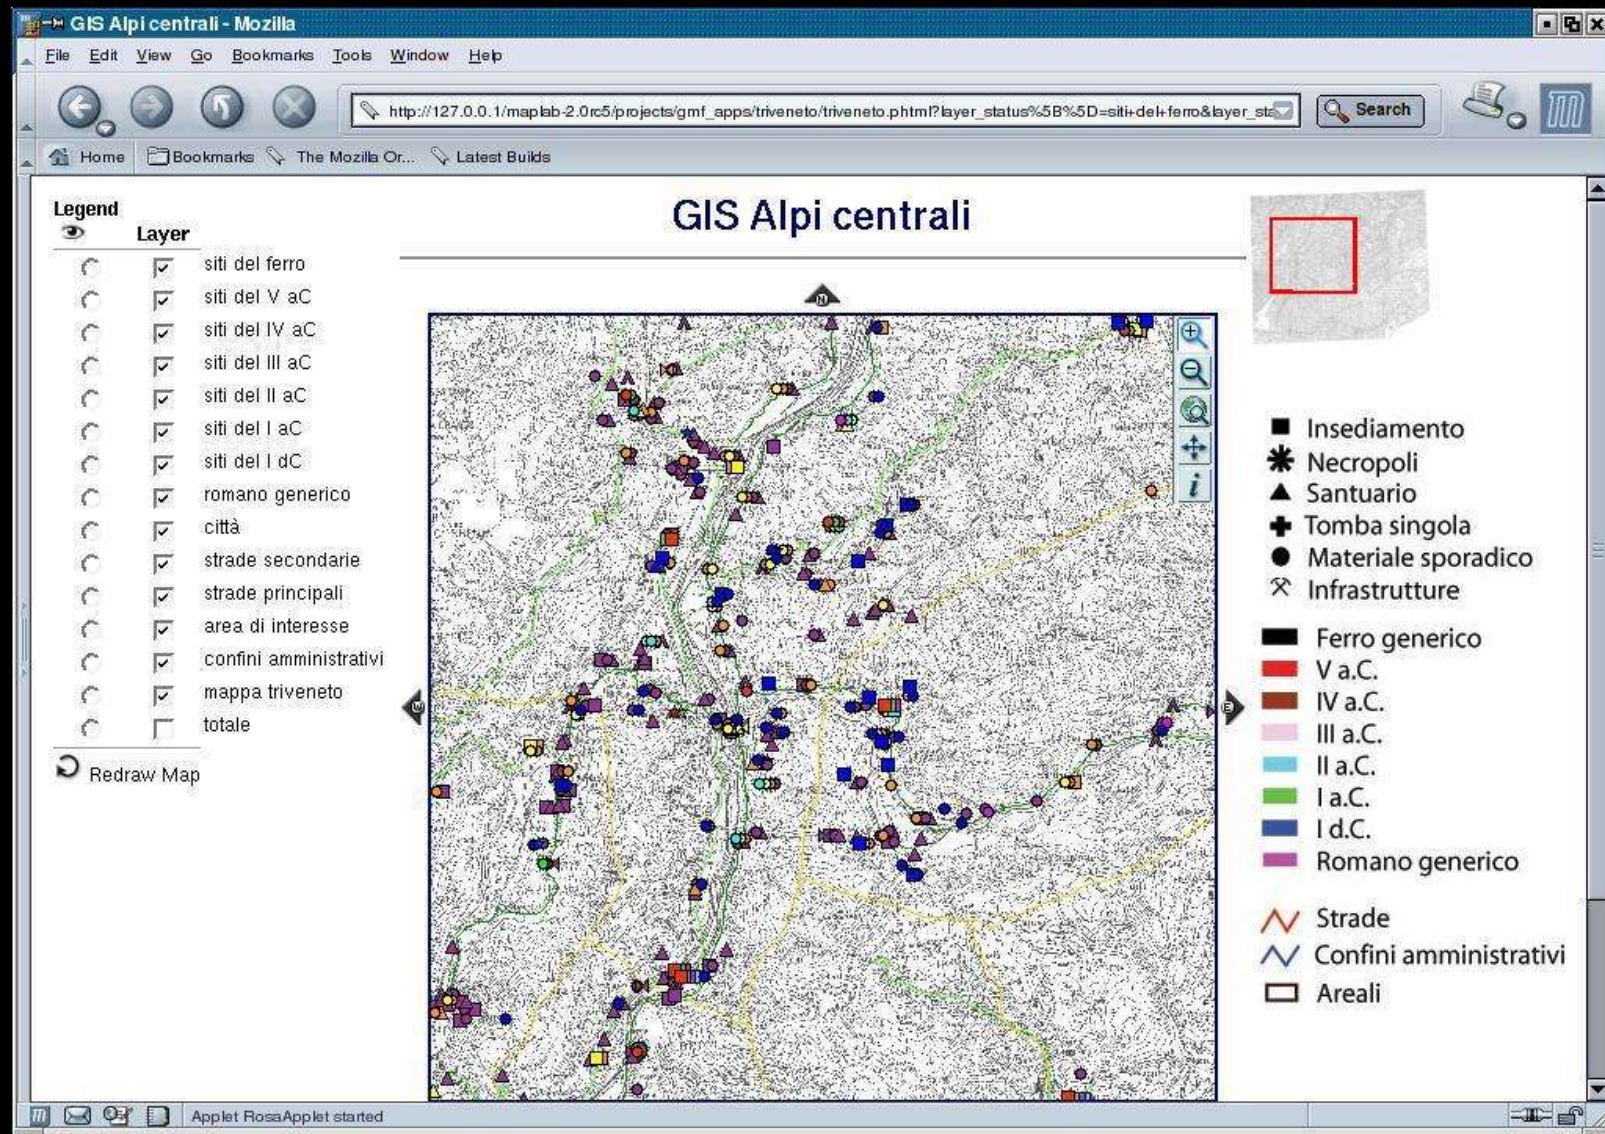 GIS Alpi centrali - Mozilla
File Edit View Go Bookmarks Tools Window Help
http://127.0.0.1/maplab-2.0rc5/projects/gmf_apps/triveneto/triveneto.phtml?layer_status%5B%5D=siti+del+ferro&layer_sta
Search
Home Bookmarks The Mozilla Or... Latest Builds
GIS Alpi centrali
Legend
Layer
siti del ferro
siti del V aC
siti del IV aC
siti del III aC
siti del II aC
siti del I aC
siti del I dC
romano generico
città
strade secondarie
strade principali
area di interesse
confini amministrativi
mappa triveneto
totale
Redraw Map
N
W
E
i
Insediamento
Necropoli
Santuario
Tomba singola
Materiale sporadico
Infrastrutture
Ferro generico
V a.C.
IV a.C.
III a.C.
II a.C.
I a.C.
I d.C.
Romano generico
Strade
Confini amministrativi
Areali
Applet RosaApplet started